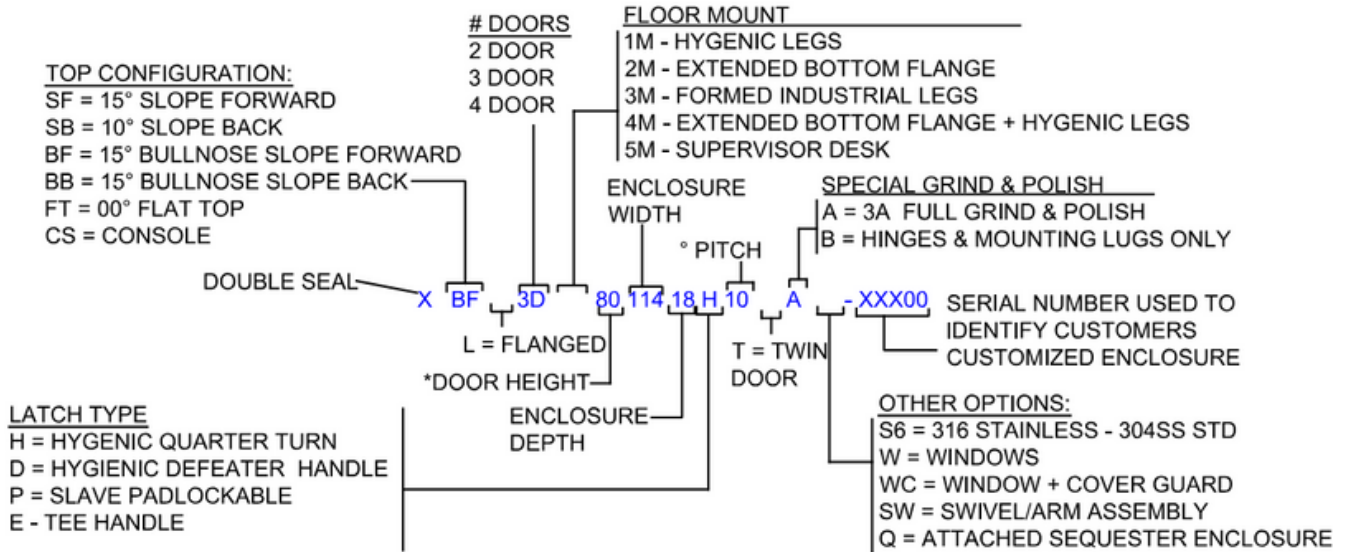 # DOORS
2 DOOR
3 DOOR
4 DOOR
FLOOR MOUNT
1M - HYGENIC LEGS
2M - EXTENDED BOTTOM FLANGE
3M - FORMED INDUSTRIAL LEGS
4M - EXTENDED BOTTOM FLANGE + HYGENIC LEGS
5M - SUPERVISOR DESK
TOP CONFIGURATION:
SF = 15° SLOPE FORWARD
SB = 10° SLOPE BACK
BF = 15° BULLNOSE SLOPE FORWARD
BB = 15° BULLNOSE SLOPE BACK
FT = 00° FLAT TOP
CS = CONSOLE
ENCLOSURE
WIDTH
SPECIAL GRIND & POLISH
A = 3A FULL GRIND & POLISH
B = HINGES & MOUNTING LUGS ONLY
° PITCH
DOUBLE SEAL
X BF 3D 80 114 18 H 10 A - XXX00
SERIAL NUMBER USED TO
IDENTIFY CUSTOMERS
CUSTOMIZED ENCLOSURE
L = FLANGED
T = TWIN
DOOR
*DOOR HEIGHT
ENCLOSURE
DEPTH
LATCH TYPE
H = HYGENIC QUARTER TURN
D = HYGIENIC DEFEATER HANDLE
P = SLAVE PADLOCKABLE
E - TEE HANDLE
OTHER OPTIONS:
S6 = 316 STAINLESS - 304SS STD
W = WINDOWS
WC = WINDOW + COVER GUARD
SW = SWIVEL/ARM ASSEMBLY
Q = ATTACHED SEQUESTER ENCLOSURE